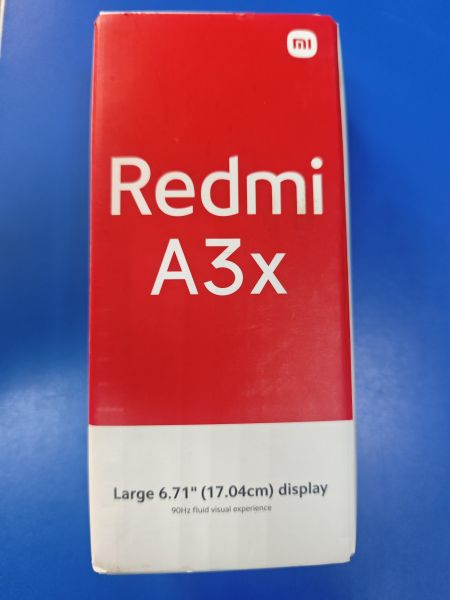 mi
Redmi
A3x
Large 6.71" (17.04cm) display
90Hz fluid visual experience